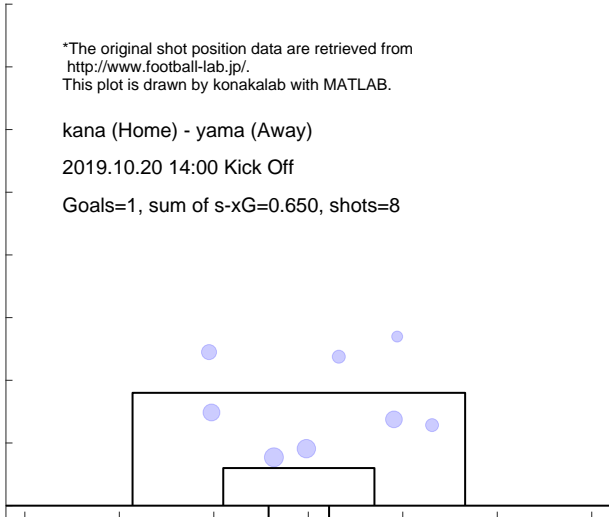 *The original shot position data are retrieved from
http://www.football-lab.jp/.
This plot is drawn by konakalab with MATLAB.
kana (Home) - yama (Away)
2019.10.20 14:00 Kick Off
Goals=1, sum of s-xG=0.650, shots=8